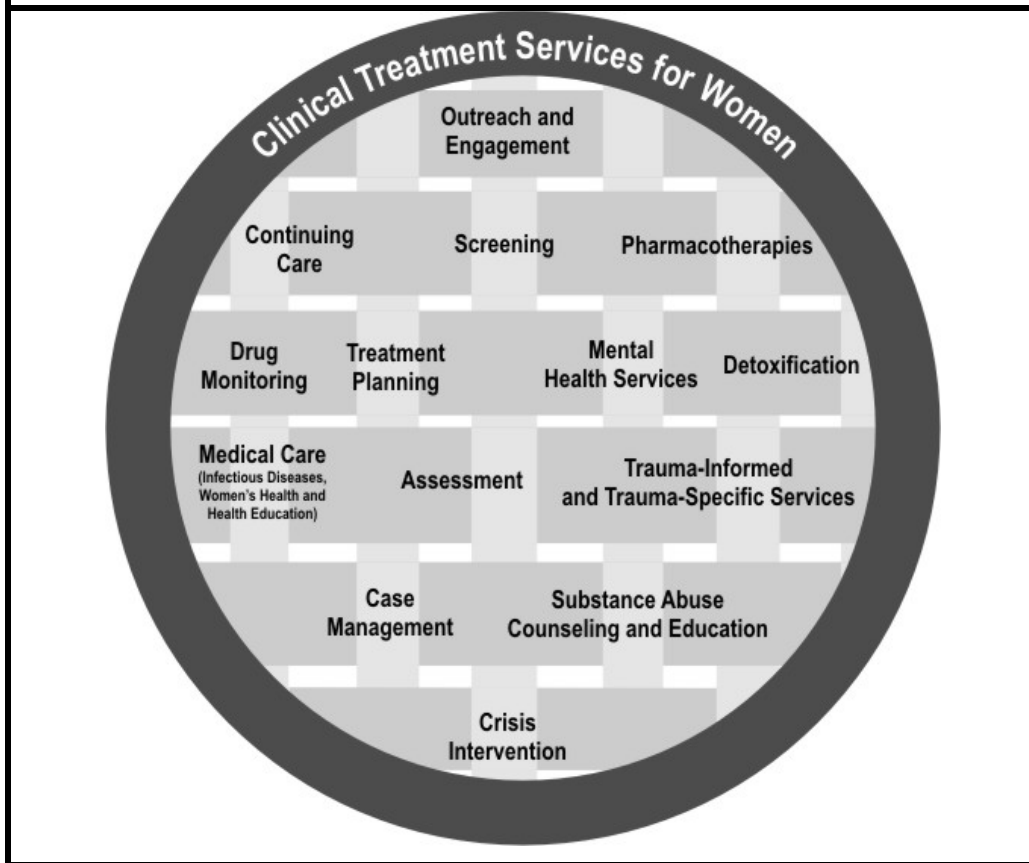 Clinical Treatment Services for Women
Outreach and
Engagement
Continuing
Care
Screening
Pharmacotherapies
Drug
Monitoring
Treatment
Planning
Mental
Health Services
Detoxification
Medical Care
(Infectious Diseases,
Women's Health and
Health Education)
Assessment
Trauma-Informed
and Trauma-Specific Services
Case
Management
Substance Abuse
Counseling and Education
Crisis
Intervention